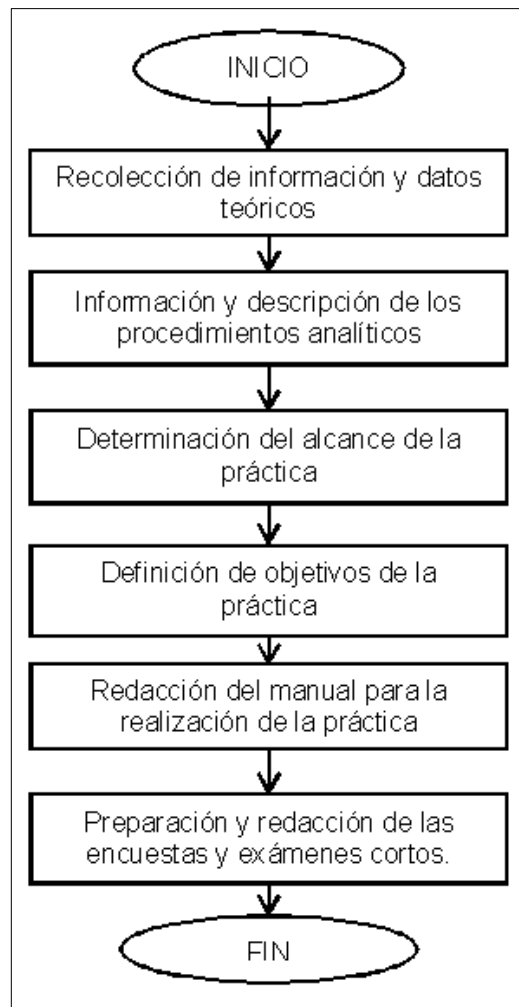 INICIO
Recolección de información y datos
teóricos
Información y descripción de los
procedimientos analíticos
Determinación del alcance de la
práctica
Definición de objetivos de la
práctica
Redacción del manual para la
realización de la práctica
Preparación y redacción de las
encuestas y exámenes cortos.
FIN